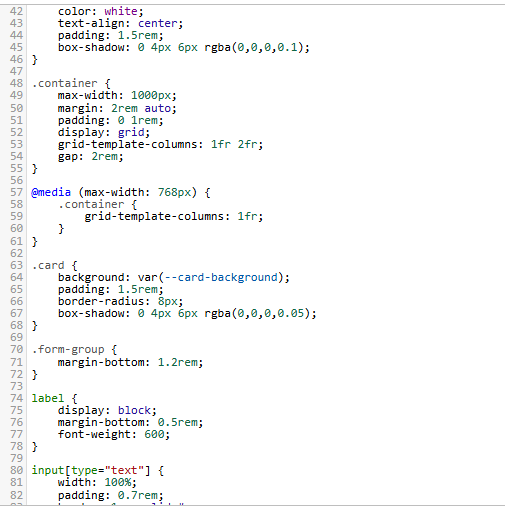 42 color: white;
43 text-align: center;
44 padding: 1.5rem;
45 box-shadow: 0 4px 6px rgba(0,0,0,0.1);
46 }
47
48 .container {
49 max-width: 1000px;
50 margin: 2rem auto;
51 padding: 0 1rem;
52 display: grid;
53 grid-template-columns: 1fr 2fr;
54 gap: 2rem;
55 }
56
57 @media (max-width: 768px) {
58 .container {
59 grid-template-columns: 1fr;
60 }
61 }
62
63 .card {
64 background: var(--card-background);
65 padding: 1.5rem;
66 border-radius: 8px;
67 box-shadow: 0 4px 6px rgba(0,0,0,0.05);
68 }
69
70 .form-group {
71 margin-bottom: 1.2rem;
72 }
73
74 label {
75 display: block;
76 margin-bottom: 0.5rem;
77 font-weight: 600;
78 }
79
80 input[type="text"] {
81 width: 100%;
82 padding: 0.7rem;